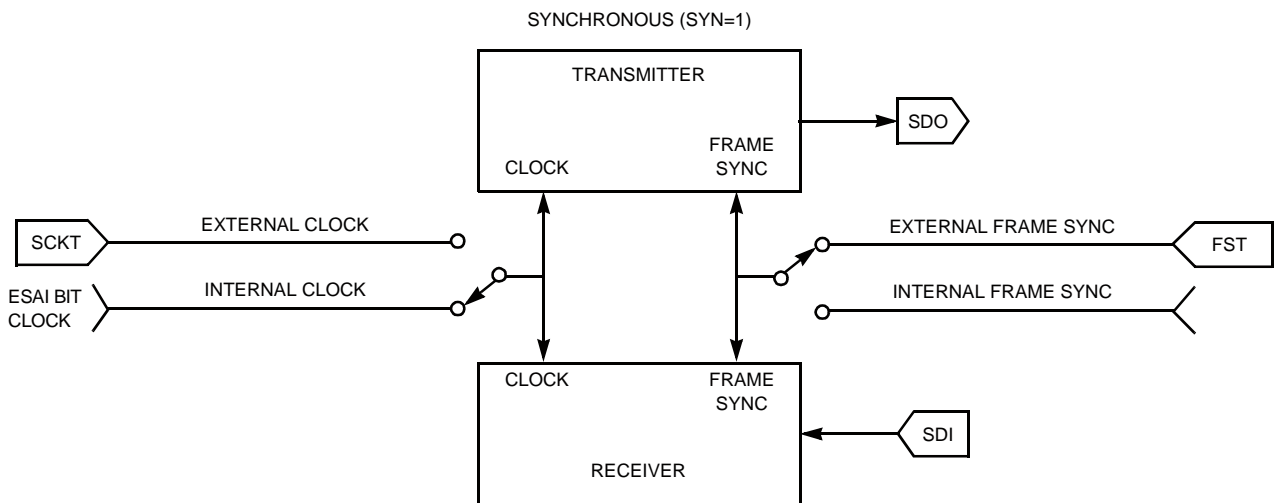 SYNCHRONOUS (SYN=1)
TRANSMITTER
SDO
CLOCK
FRAME
SYNC
SCKT
EXTERNAL CLOCK
EXTERNAL FRAME SYNC
FST
ESAI BIT
CLOCK
INTERNAL CLOCK
INTERNAL FRAME SYNC
CLOCK
FRAME
SYNC
SDI
RECEIVER